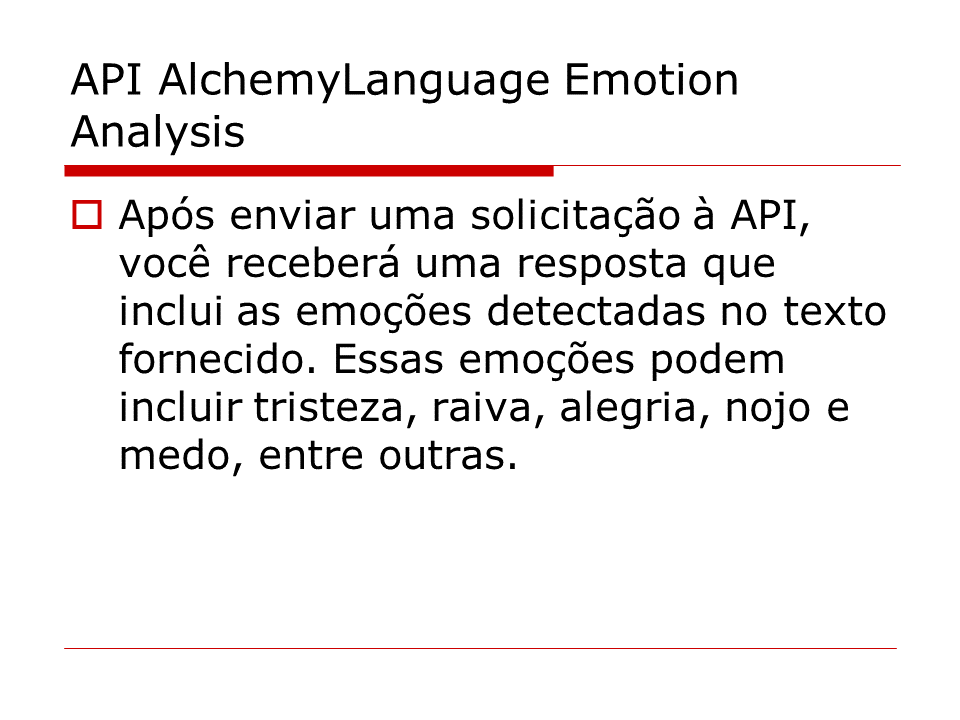 API AlchemyLanguage Emotion
Analysis
Após enviar uma solicitação à API,
você receberá uma resposta que
inclui as emoções detectadas no texto
fornecido. Essas emoções podem
incluir tristeza, raiva, alegria, nojo e
medo, entre outras.